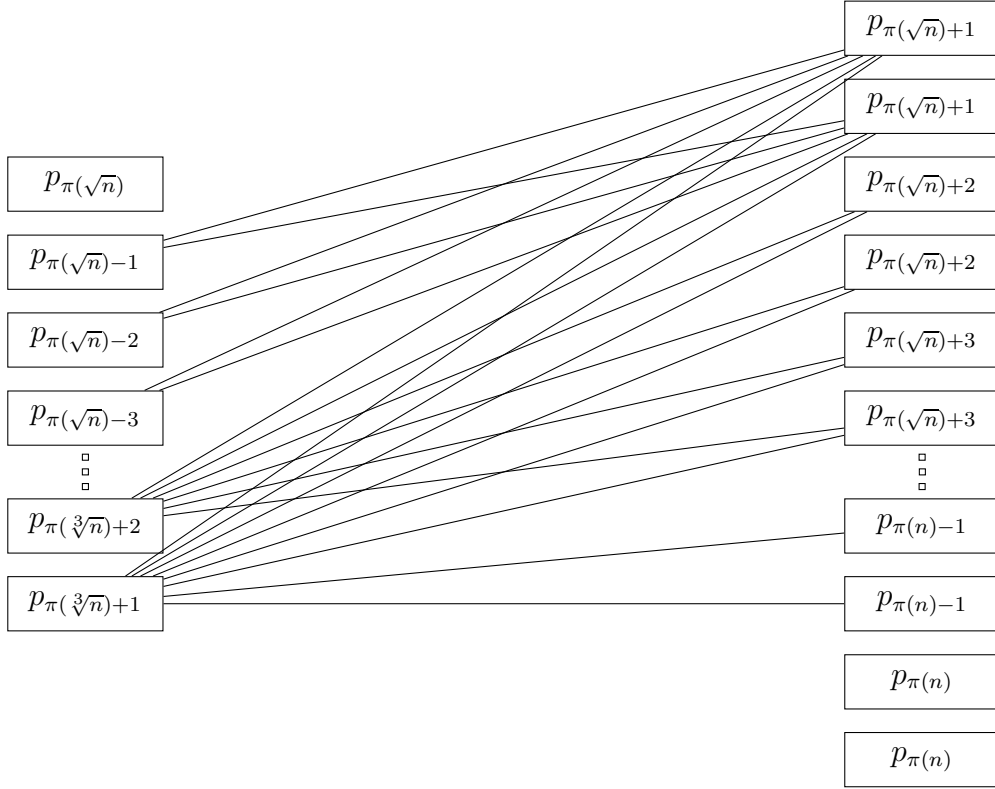 p_{π(√n)}
p_{π(√n)−1}
p_{π(√n)−2}
p_{π(√n)−3}
p_{π(∛n)+2}
p_{π(∛n)+1}
p_{π(√n)+1}
p_{π(√n)+1}
p_{π(√n)+2}
p_{π(√n)+2}
p_{π(√n)+3}
p_{π(√n)+3}
p_{π(n)−1}
p_{π(n)−1}
p_{π(n)}
p_{π(n)}